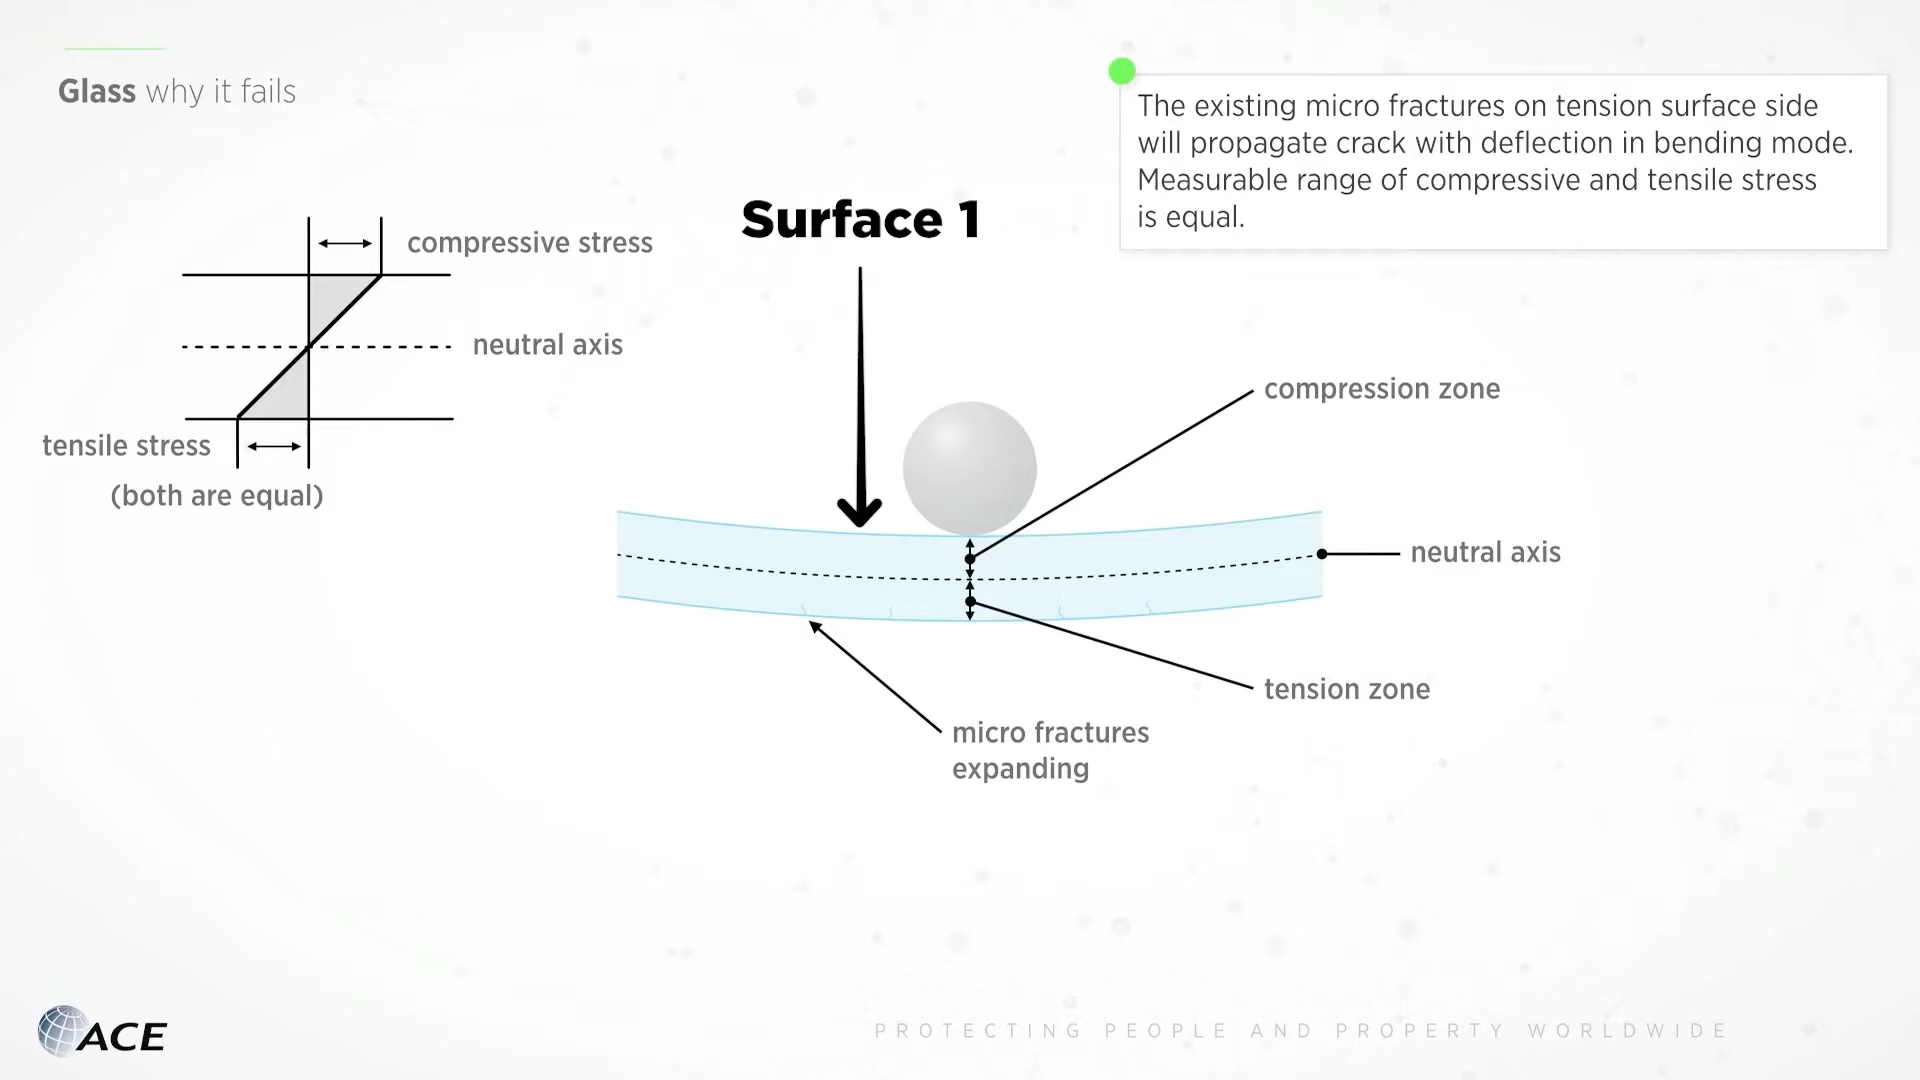 Glass why it fails
The existing micro fractures on tension surface side
will propagate crack with deflection in bending mode.
Measurable range of compressive and tensile stress
is equal.
Surface 1
compressive stress
neutral axis
tensile stress
(both are equal)
compression zone
neutral axis
tension zone
micro fractures
expanding
ACE
PROTECTING PEOPLE AND PROPERTY WORLDWIDE